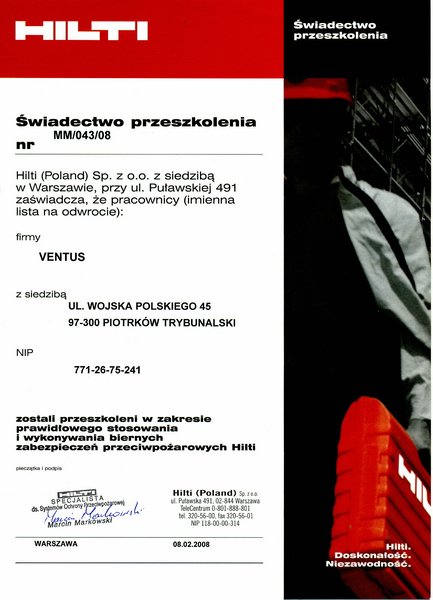 HILTI
Świadectwo
przeszkolenia
Świadectwo przeszkolenia
MM/043/08
nr
Hilti (Poland) Sp. z o.o. z siedzibą
w Warszawie, przy ul. Puławskiej 491
zaświadcza, że pracownicy (imienna
lista na odwrocie):
firmy
VENTUS
z siedzibą
UL. WOJSKA POLSKIEGO 45
97-300 PIOTRKÓW TRYBUNALSKI
NIP
771-26-75-241
zostali przeszkoleni w zakresie
prawidłowego stosowania
i wykonywania biernych
zabezpieczeń przeciwpożarowych Hilti
pieczątka i podpis
HILTI
SPECJALISTA
ds. Systemów Ochrony Przeciwpożarowej
Marcin Markowski
Marcin Markowski
Hilti (Poland) Sp. z o.o.
ul. Puławska 491, 02-844 Warszawa
TeleCentrum 0-801-888-801
tel. 320-56-00, fax 320-56-01
NIP 118-00-00-314
WARSZAWA
08.02.2008
HILTI
Hilti.
Doskonałość.
Niezawodność.